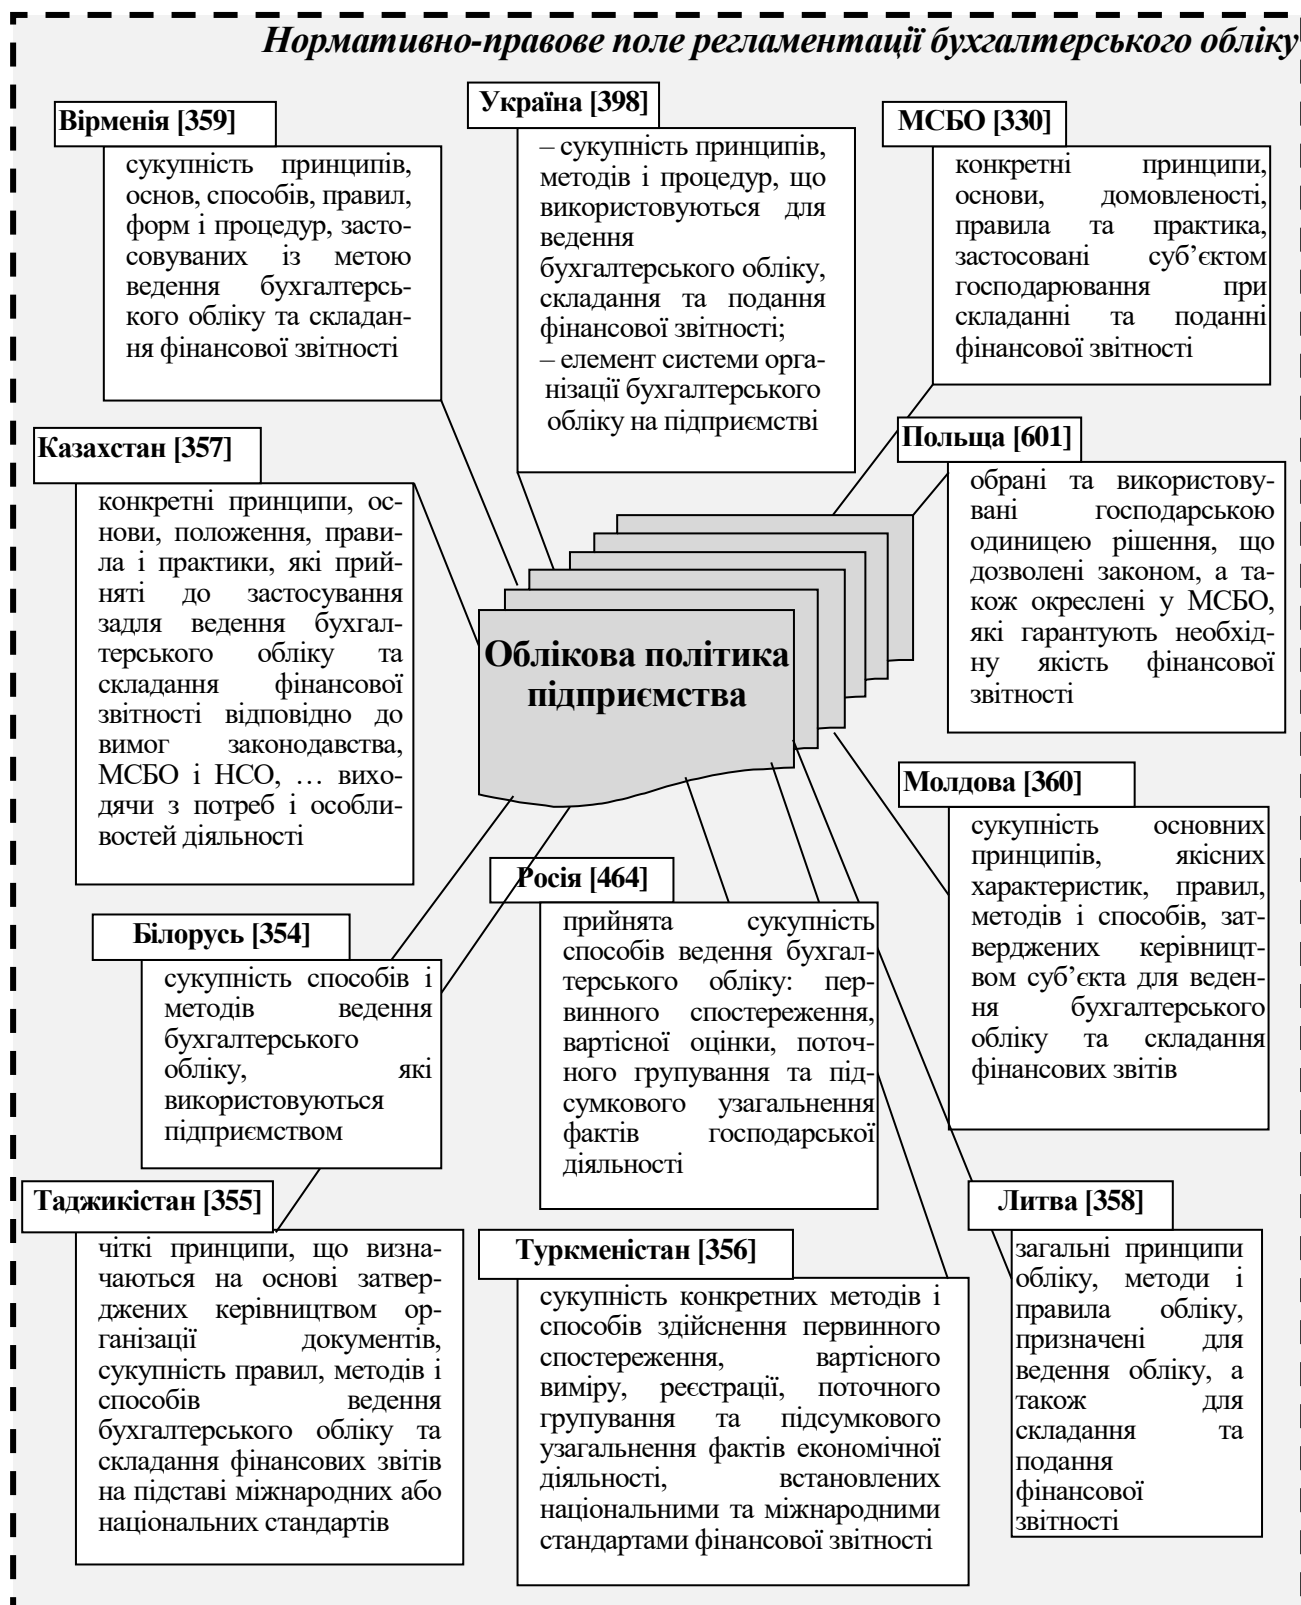 Нормативно-правове поле регламентації бухгалтерського обліку
Вірменія [359]
сукупність принципів,
основ, способів, правил,
форм і процедур, засто-
совуваних із метою
ведення бухгалтерсь-
кого обліку та складан-
ня фінансової звітності
Україна [398]
– сукупність принципів,
методів і процедур, що
використовуються для
ведення
бухгалтерського обліку,
складання та подання
фінансової звітності;
– елемент системи орга-
нізації бухгалтерського
обліку на підприємстві
МСБО [330]
конкретні принципи,
основи, домовленості,
правила та практика,
застосовані суб’єктом
господарювання при
складанні та поданні
фінансової звітності
Казахстан [357]
конкретні принципи, ос-
нови, положення, прави-
ла і практики, які прий-
няті до застосування
задля ведення бухгал-
терського обліку та
складання фінансової
звітності відповідно до
вимог законодавства,
МСБО і НСО, … вихо-
дячи з потреб і особли-
востей діяльності
Польща [601]
обрані та використову-
вані господарською
одиницею рішення, що
дозволені законом, а та-
кож окреслені у МСБО,
які гарантують необхід-
ну якість фінансової
звітності
Облікова політика
підприємства
Молдова [360]
сукупність основних
принципів, якісних
характеристик, правил,
методів і способів, зат-
верджених керівницт-
вом суб’єкта для веден-
ня бухгалтерського
обліку та складання
фінансових звітів
Росія [464]
прийнята сукупність
способів ведення бухгал-
терського обліку: пер-
винного спостереження,
вартісної оцінки, поточ-
ного групування та під-
сумкового узагальнення
фактів господарської
діяльності
Білорусь [354]
сукупність способів і
методів ведення
бухгалтерського
обліку, які
використовуються
підприємством
Таджикістан [355]
чіткі принципи, що визна-
чаються на основі затвер-
джених керівництвом ор-
ганізації документів,
сукупність правил, методів і
способів ведення
бухгалтерського обліку та
складання фінансових звітів
на підставі міжнародних або
національних стандартів
Туркменістан [356]
сукупність конкретних методів і
способів здійснення первинного
спостереження, вартісного
виміру, реєстрації, поточного
групування та підсумкового
узагальнення фактів економічної
діяльності, встановлених
національними та міжнародними
стандартами фінансової звітності
Литва [358]
загальні принципи
обліку, методи і
правила обліку,
призначені для
ведення обліку, а
також для
складання та
подання
фінансової
звітності